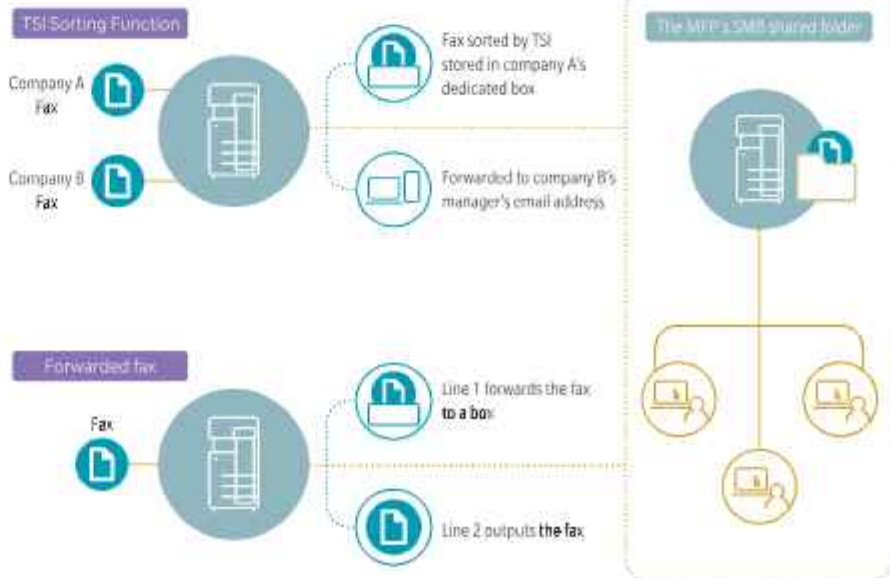 TSI Sorting Function
Company A
Fax
Company B
Fax
Fax sorted by TSI
stored in company A's
dedicated box
Forwarded to company B's
manager's email address
The MFP's SMB shared folder
Forwarded fax
Fax
Line 1 forwards the fax
to a box
Line 2 outputs the fax